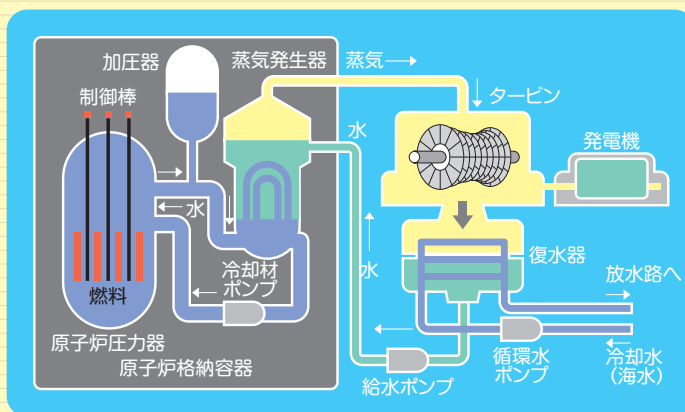 加圧器
蒸気発生器
蒸気
制御棒
タービン
水
発電機
水
復水器
水
放水路へ
冷却材
ポンプ
燃料
原子炉圧力器
循環水
ポンプ
冷却水
(海水)
原子炉格納容器
給水ポンプ